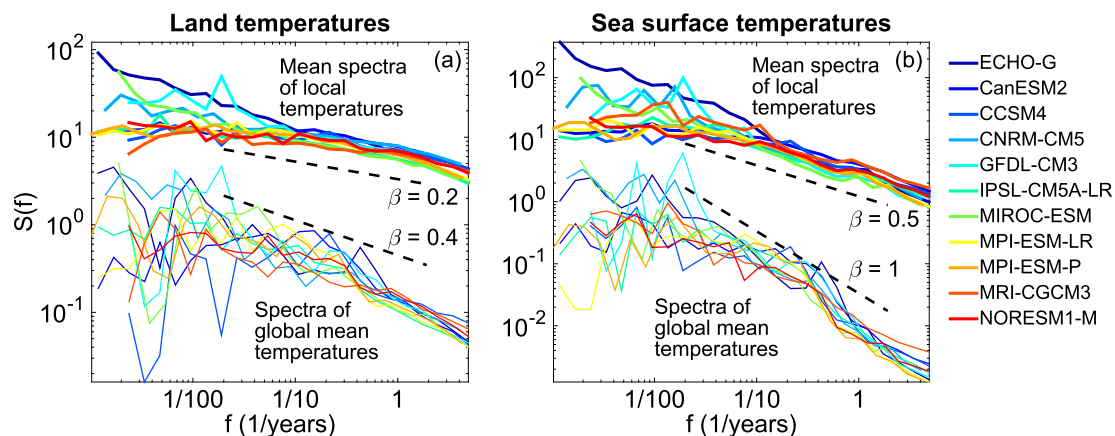 Land temperatures
Sea surface temperatures
(a)
Mean spectra
of local
temperatures
10^2
10^1
10^0
10^-1
S(f)
β = 0.2
β = 0.4
Spectra of
global mean
temperatures
1/100
1/10
1
f (1/years)
(b)
Mean spectra
of local
temperatures
10^2
10^1
10^0
10^-1
10^-2
β = 0.5
β = 1
Spectra of
global mean
temperatures
1/100
1/10
1
f (1/years)
ECHO-G
CanESM2
CCSM4
CNRM-CM5
GFDL-CM3
IPSL-CM5A-LR
MIROC-ESM
MPI-ESM-LR
MPI-ESM-P
MRI-CGCM3
NORESM1-M